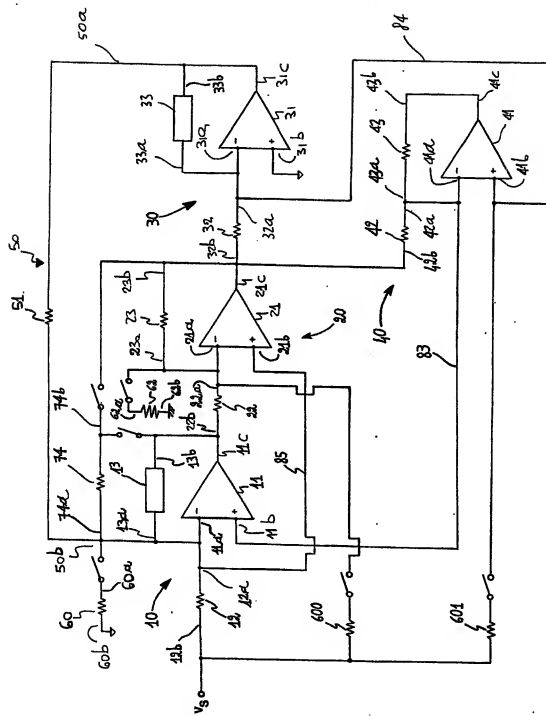 50
50a
51
33
33a
33b
31a
31b
31c
31
30
84
32
32a
32b
43
43a
43b
41c
41
41a
41b
42
42a
42b
40
74
74a
74b
23
23a
23b
21c
21
21a
21b
20
83
62
62a
62b
22
22a
22b
85
13
13a
13b
11c
11
11a
11b
10
12
12a
12b
50b
60
60a
60b
600
601
Vs
-
+
-
+
-
+
-
+